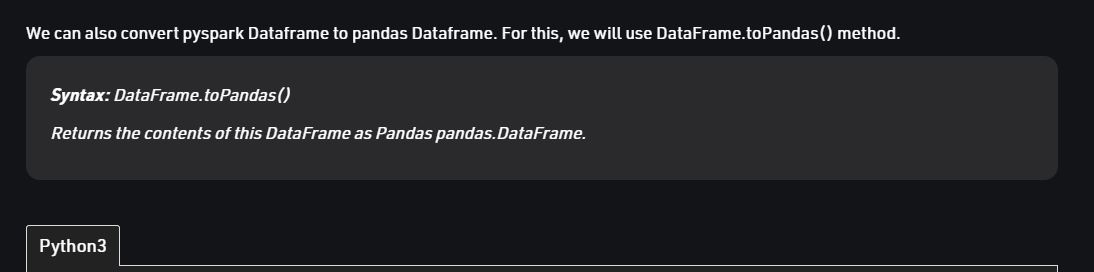 We can also convert pyspark Dataframe to pandas Dataframe. For this, we will use DataFrame.toPandas() method.
Syntax: DataFrame.toPandas()
Returns the contents of this DataFrame as Pandas pandas.DataFrame.
Python3